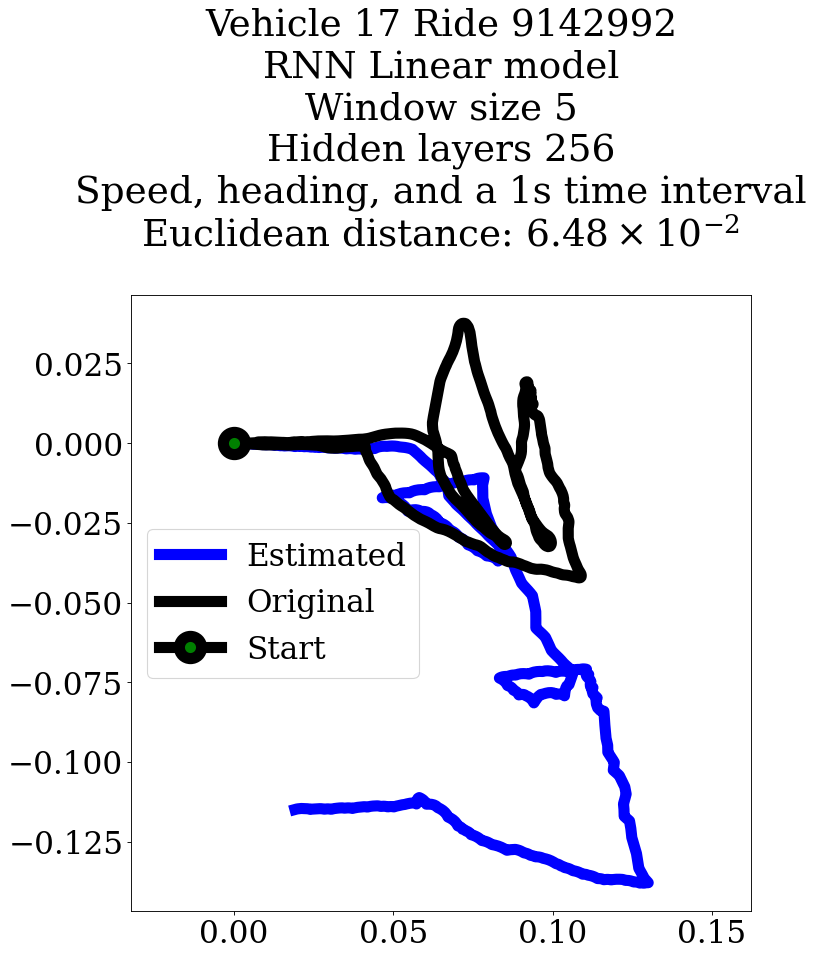 Vehicle 17 Ride 9142992
RNN Linear model
Window size 5
Hidden layers 256
Speed, heading, and a 1s time interval
Euclidean distance: 6.48 × 10⁻²
0.025
0.000
−0.025
−0.050
−0.075
−0.100
−0.125
Estimated
Original
Start
0.00 0.05 0.10 0.15